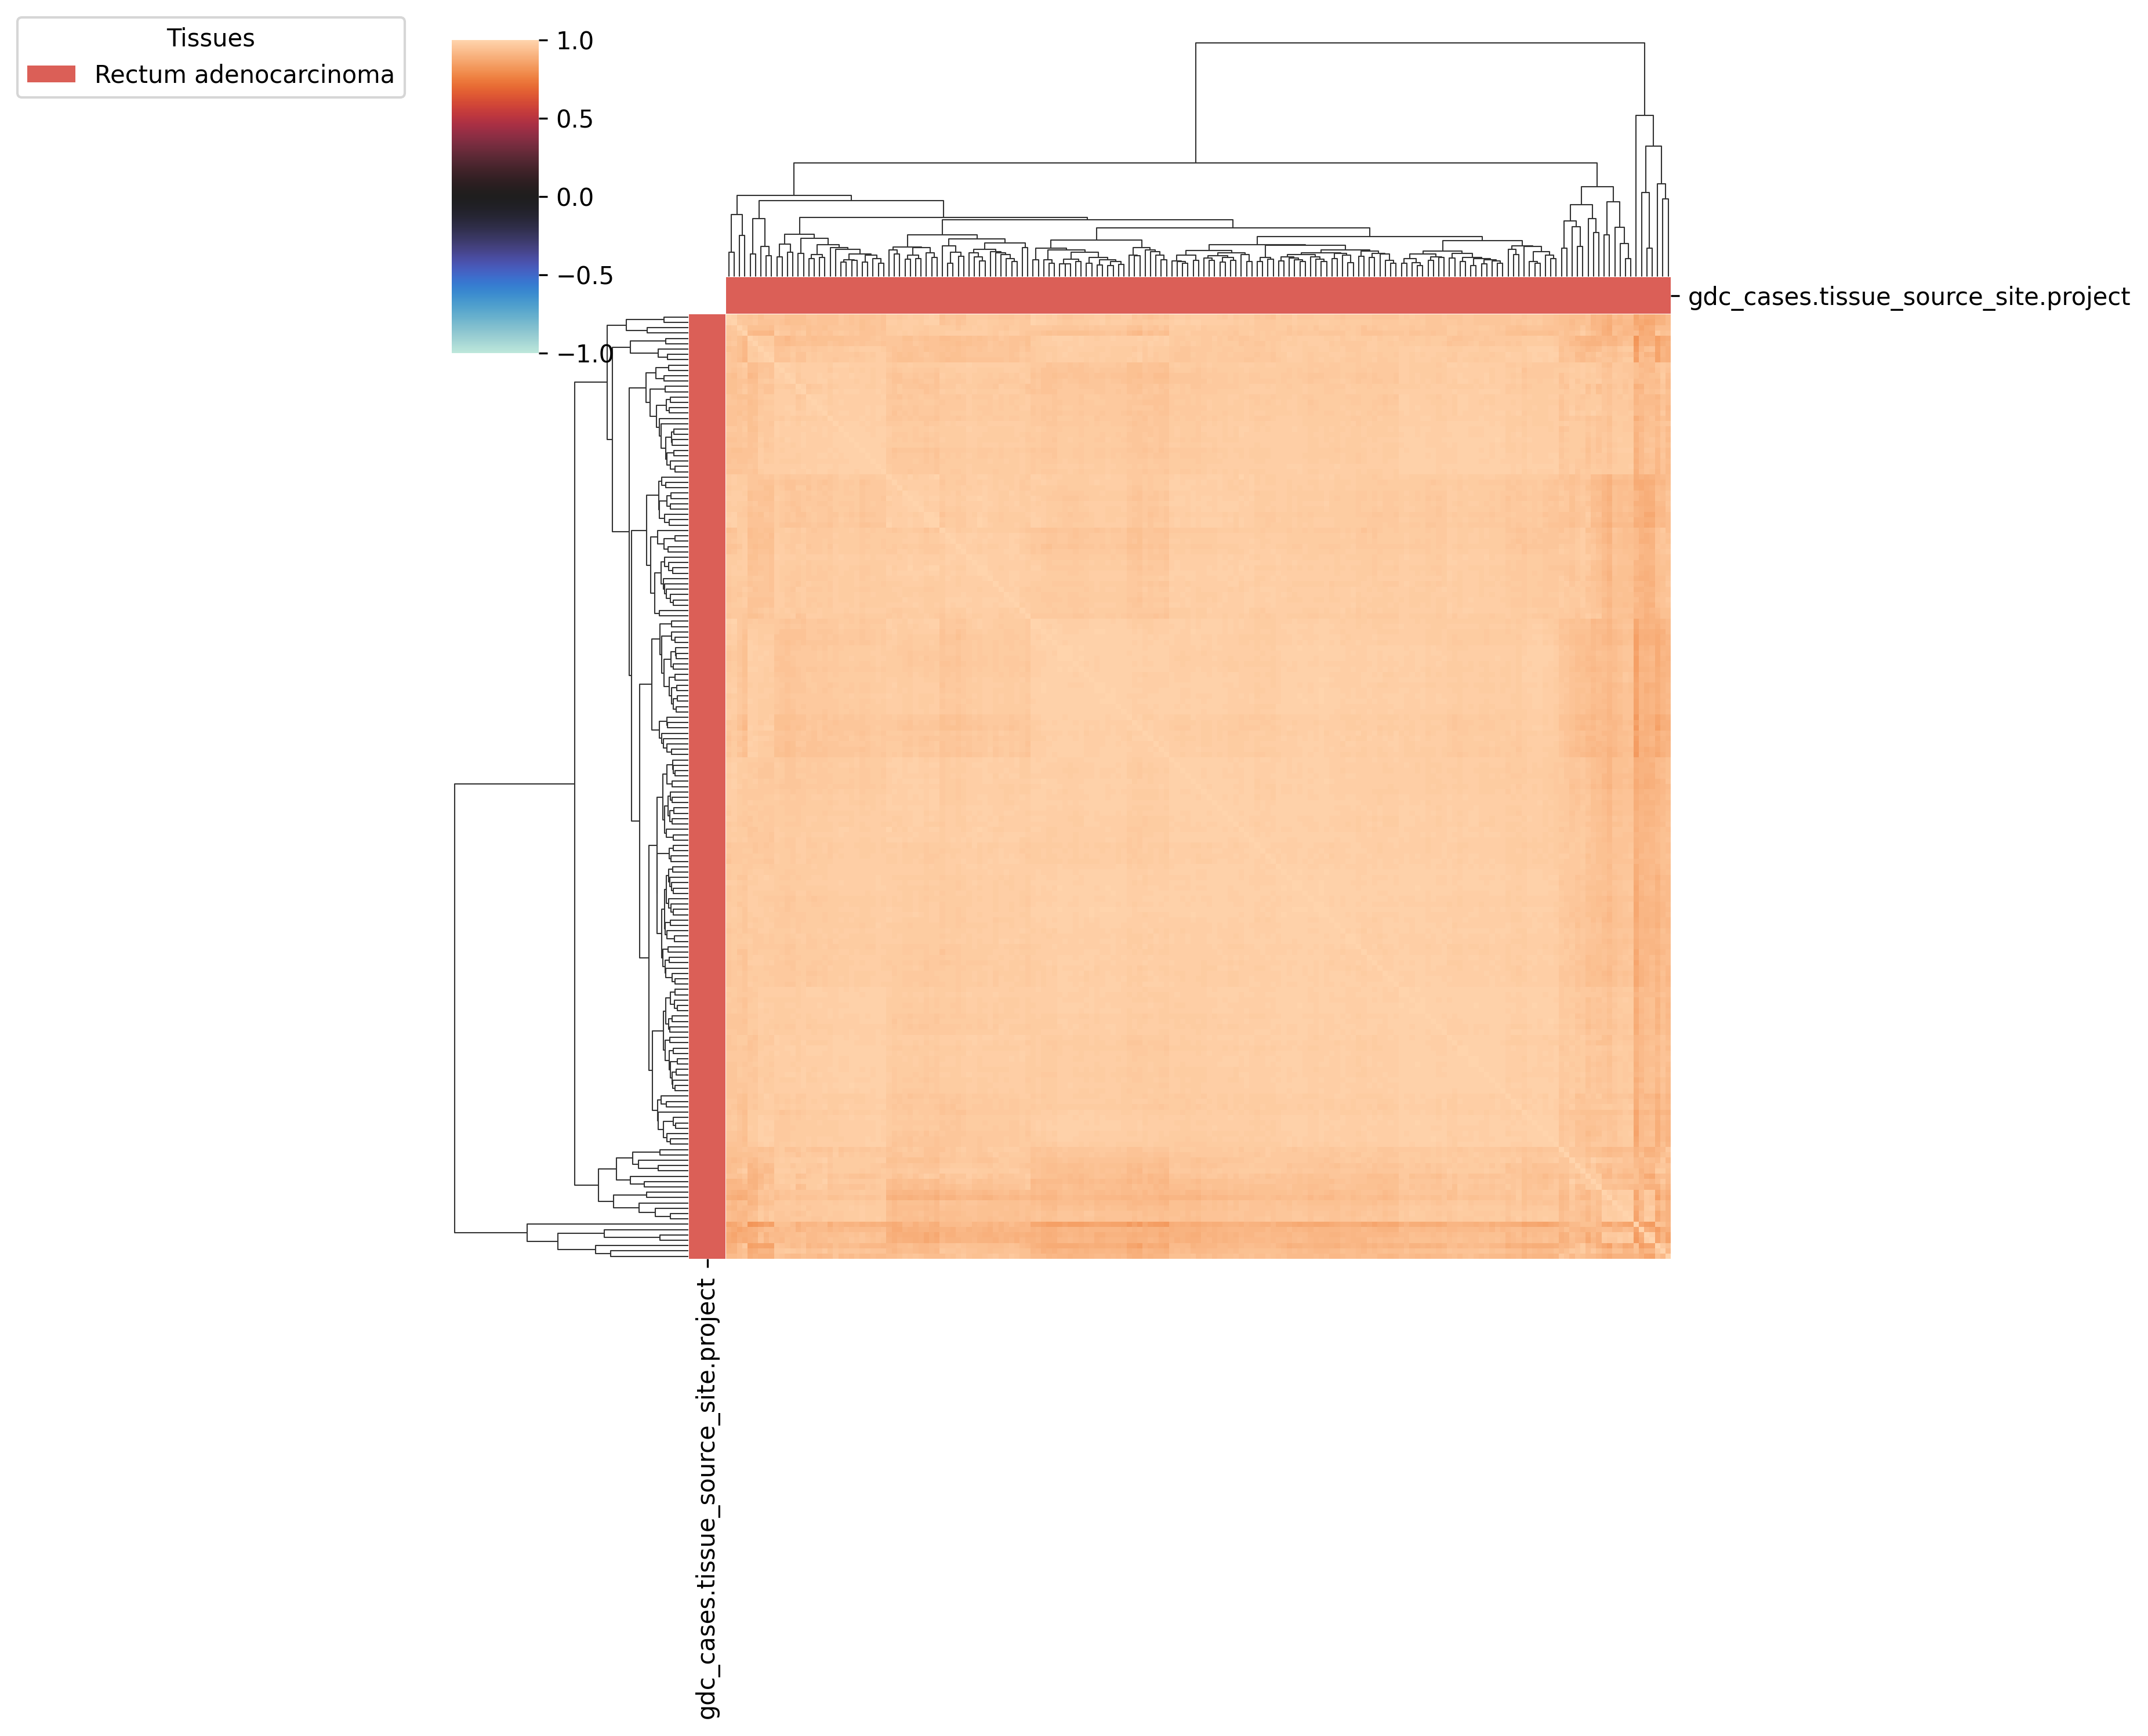 Tissues
Rectum adenocarcinoma
1.0
0.5
0.0
−0.5
−1.0
gdc_cases.tissue_source_site.project
gdc_cases.tissue_source_site.project